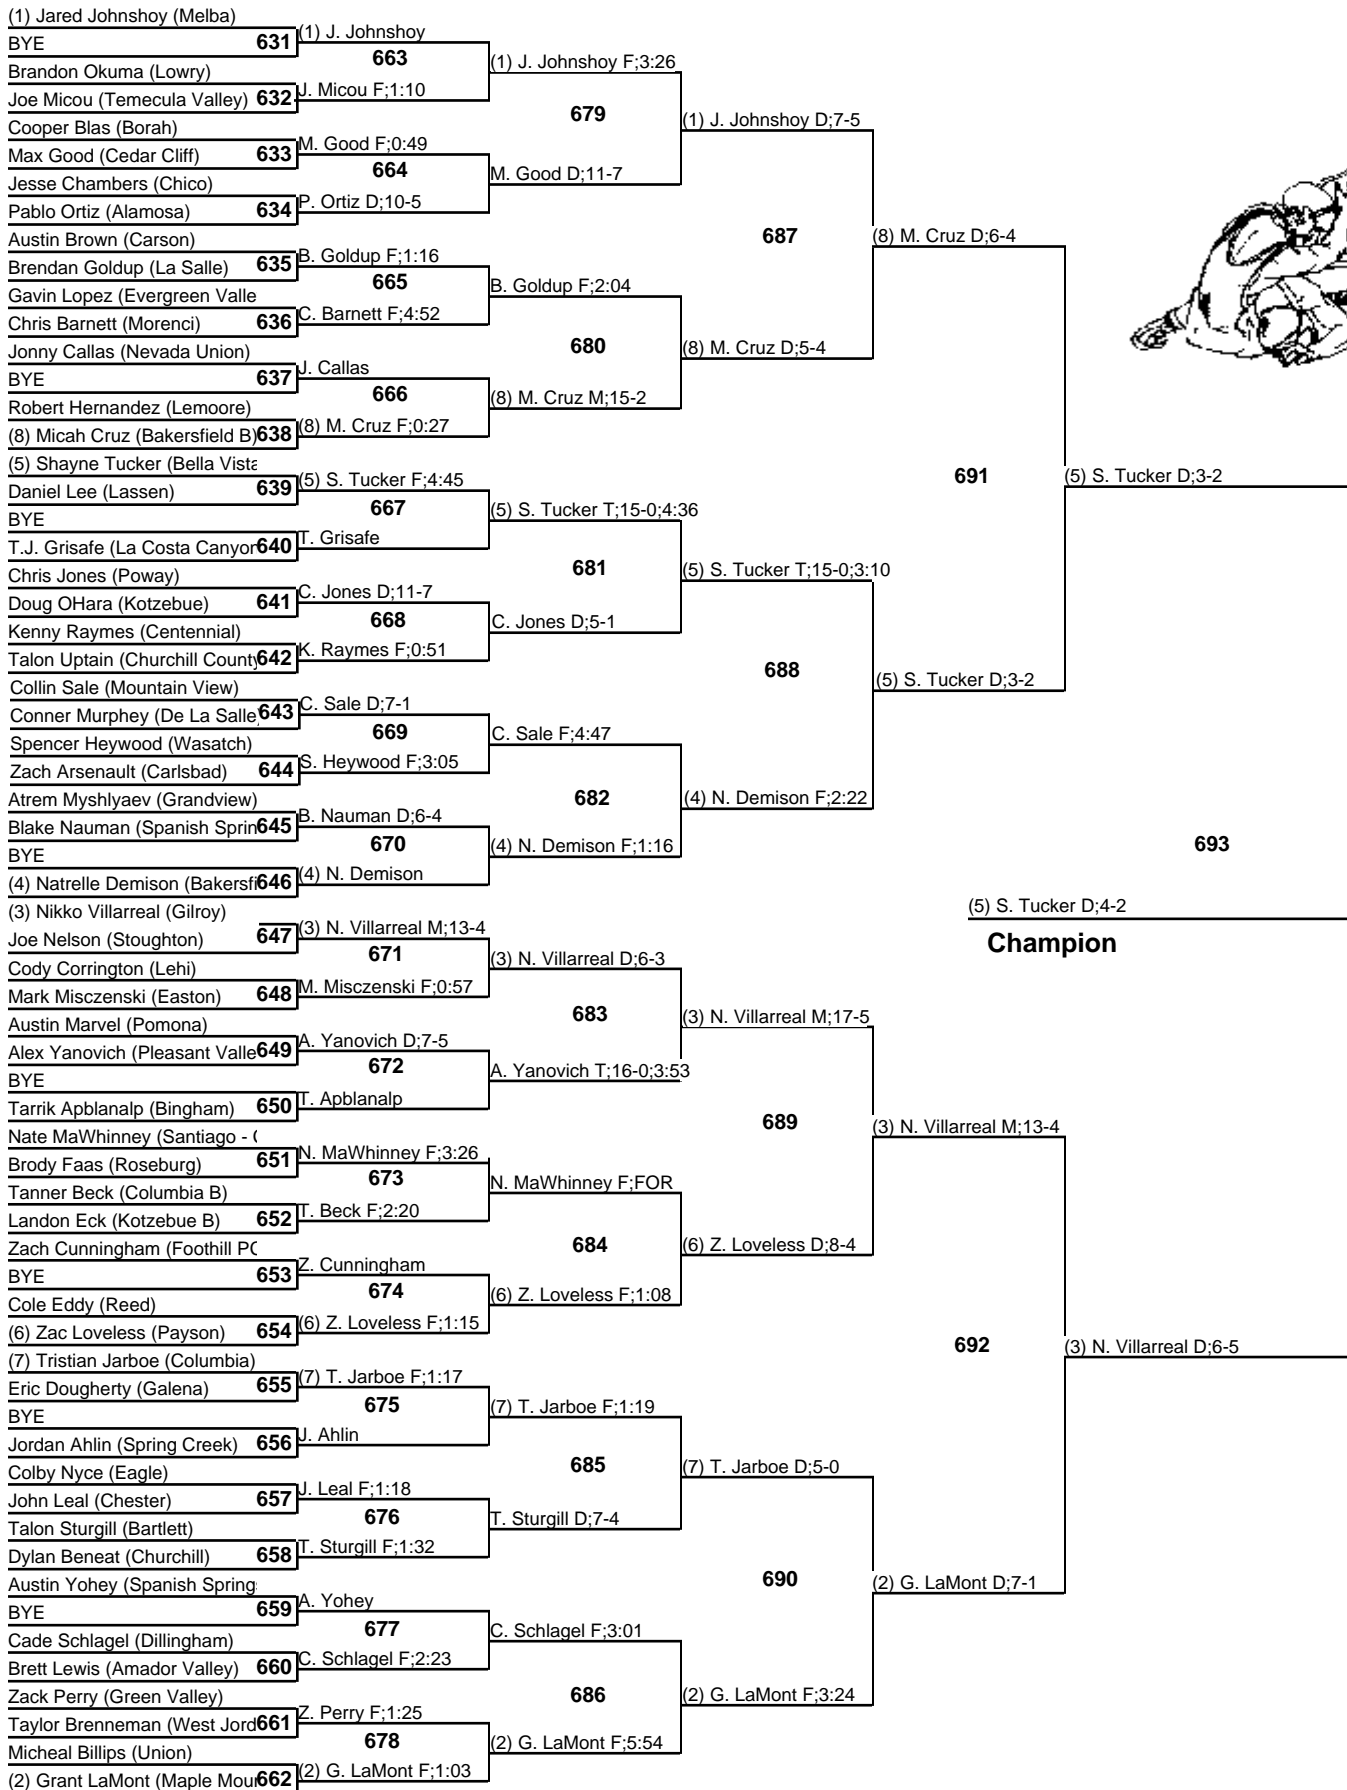 (1) Jared Johnshoy (Melba)
BYE
631
Brandon Okuma (Lowry)
Joe Micou (Temecula Valley)
632
Cooper Blas (Borah)
Max Good (Cedar Cliff)
633
Jesse Chambers (Chico)
Pablo Ortiz (Alamosa)
634
Austin Brown (Carson)
Brendan Goldup (La Salle)
635
Gavin Lopez (Evergreen Valle
Chris Barnett (Morenci)
636
Jonny Callas (Nevada Union)
BYE
637
Robert Hernandez (Lemoore)
(8) Micah Cruz (Bakersfield B)
638
(5) Shayne Tucker (Bella Vista
Daniel Lee (Lassen)
639
BYE
T.J. Grisafe (La Costa Canyon
640
Chris Jones (Poway)
Doug OHara (Kotzebue)
641
Kenny Raymes (Centennial)
Talon Uptain (Churchill County
642
Collin Sale (Mountain View)
Conner Murphey (De La Salle)
643
Spencer Heywood (Wasatch)
Zach Arsenault (Carlsbad)
644
Atrem Myshlyaev (Grandview)
Blake Nauman (Spanish Sprin
645
BYE
(4) Natrelle Demison (Bakersfi
646
(3) Nikko Villarreal (Gilroy)
Joe Nelson (Stoughton)
647
Cody Corrington (Lehi)
Mark Misczenski (Easton)
648
Austin Marvel (Pomona)
Alex Yanovich (Pleasant Valle
649
BYE
Tarrik Apblanalp (Bingham)
650
Nate MaWhinney (Santiago - (
Brody Faas (Roseburg)
651
Tanner Beck (Columbia B)
Landon Eck (Kotzebue B)
652
Zach Cunningham (Foothill PC
BYE
653
Cole Eddy (Reed)
(6) Zac Loveless (Payson)
654
(7) Tristian Jarboe (Columbia)
Eric Dougherty (Galena)
655
BYE
Jordan Ahlin (Spring Creek)
656
Colby Nyce (Eagle)
John Leal (Chester)
657
Talon Sturgill (Bartlett)
Dylan Beneat (Churchill)
658
Austin Yohey (Spanish Spring
BYE
659
Cade Schlagel (Dillingham)
Brett Lewis (Amador Valley)
660
Zack Perry (Green Valley)
Taylor Brenneman (West Jord
661
Micheal Billips (Union)
(2) Grant LaMont (Maple Moun
662
(1) J. Johnshoy
663
J. Micou F;1:10
M. Good F;0:49
664
P. Ortiz D;10-5
B. Goldup F;1:16
665
C. Barnett F;4:52
J. Callas
666
(8) M. Cruz F;0:27
(5) S. Tucker F;4:45
667
T. Grisafe
C. Jones D;11-7
668
K. Raymes F;0:51
C. Sale D;7-1
669
S. Heywood F;3:05
B. Nauman D;6-4
670
(4) N. Demison
(3) N. Villarreal M;13-4
671
M. Misczenski F;0:57
A. Yanovich D;7-5
672
T. Apblanalp
N. MaWhinney F;3:26
673
T. Beck F;2:20
Z. Cunningham
674
(6) Z. Loveless F;1:15
(7) T. Jarboe F;1:17
675
J. Ahlin
J. Leal F;1:18
676
T. Sturgill F;1:32
A. Yohey
677
C. Schlagel F;2:23
Z. Perry F;1:25
678
(2) G. LaMont F;1:03
(1) J. Johnshoy F;3:26
679
M. Good D;11-7
B. Goldup F;2:04
680
(8) M. Cruz M;15-2
(5) S. Tucker T;15-0;4:36
681
C. Jones D;5-1
C. Sale F;4:47
682
(4) N. Demison F;1:16
(3) N. Villarreal D;6-3
683
A. Yanovich T;16-0;3:53
N. MaWhinney F;FOR
684
(6) Z. Loveless F;1:08
(7) T. Jarboe F;1:19
685
T. Sturgill D;7-4
C. Schlagel F;3:01
686
(2) G. LaMont F;5:54
(1) J. Johnshoy D;7-5
687
(8) M. Cruz D;5-4
(5) S. Tucker T;15-0;3:10
688
(4) N. Demison F;2:22
(3) N. Villarreal M;17-5
689
(6) Z. Loveless D;8-4
(7) T. Jarboe D;5-0
690
(2) G. LaMont F;3:24
(8) M. Cruz D;6-4
691
(5) S. Tucker D;3-2
(3) N. Villarreal M;13-4
692
(2) G. LaMont D;7-1
(5) S. Tucker D;3-2
693
(3) N. Villarreal D;6-5
(5) S. Tucker D;4-2
Champion